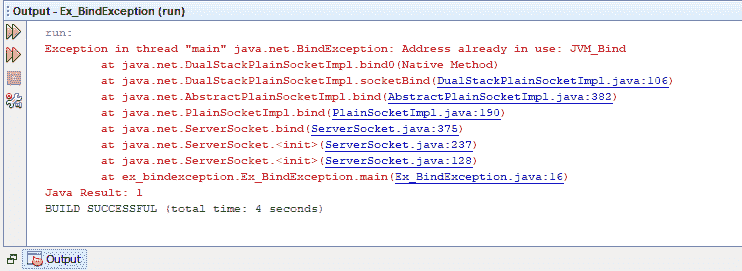 Output - Ex_BindException (run)
run:
Exception in thread "main" java.net.BindException: Address already in use: JVM_Bind
at java.net.DualStackPlainSocketImpl.bind0(Native Method)
at java.net.DualStackPlainSocketImpl.socketBind(DualStackPlainSocketImpl.java:106)
at java.net.AbstractPlainSocketImpl.bind(AbstractPlainSocketImpl.java:382)
at java.net.PlainSocketImpl.bind(PlainSocketImpl.java:190)
at java.net.ServerSocket.bind(ServerSocket.java:375)
at java.net.ServerSocket.<init>(ServerSocket.java:237)
at java.net.ServerSocket.<init>(ServerSocket.java:128)
at ex_bindexception.Ex_BindException.main(Ex_BindException.java:16)
Java Result: 1
BUILD SUCCESSFUL (total time: 4 seconds)
Output